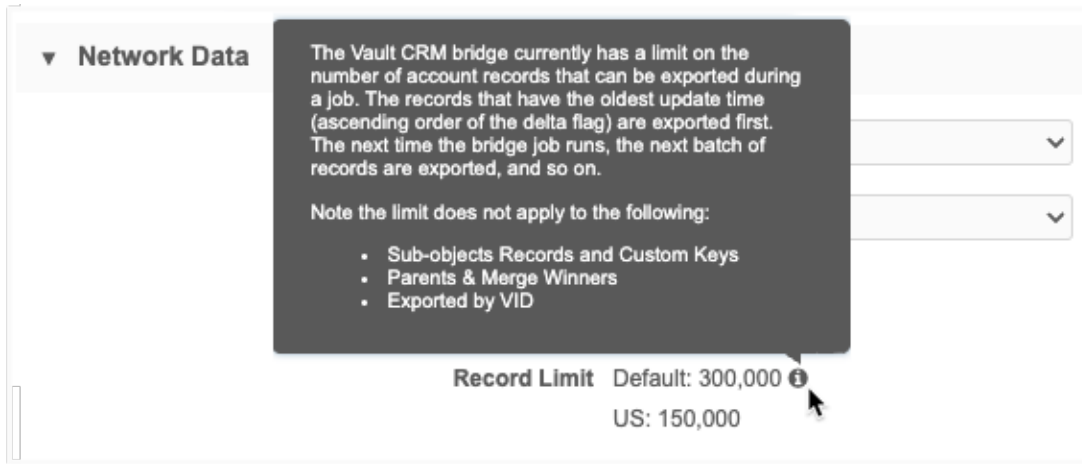 Network Data
The Vault CRM bridge currently has a limit on the
number of account records that can be exported during
a job. The records that have the oldest update time
(ascending order of the delta flag) are exported first.
The next time the bridge job runs, the next batch of
records are exported, and so on.
Note the limit does not apply to the following:
• Sub-objects Records and Custom Keys
• Parents & Merge Winners
• Exported by VID
Record Limit Default: 300,000
US: 150,000